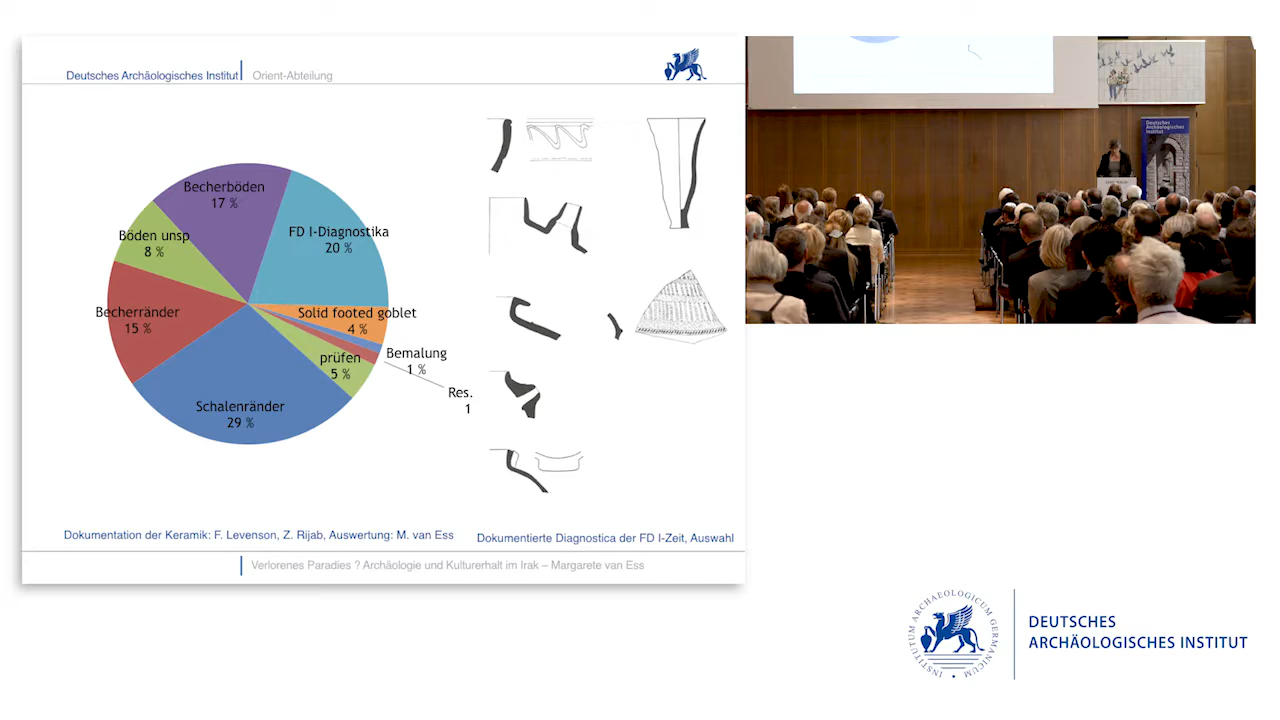 Deutsches Archäologisches Institut
Orient-Abteilung
Becherböden
17 %
FD I-Diagnostika
20 %
Böden unsp
8 %
Becherränder
15 %
Solid footed goblet
4 %
Bemalung
1 %
prüfen
5 %
Res.
1
Schalenränder
29 %
Dokumentation der Keramik: F. Levenson, Z. Rijab, Auswertung: M. van Ess
Dokumentierte Diagnostica der FD I-Zeit, Auswahl
Verlorenes Paradies ? Archäologie und Kulturerhalt im Irak – Margarete van Ess
Deutsches
Archäologisches
Institut
INSTITUTUM ARCHAEOLOGICUM GERMANICUM
DEUTSCHES
ARCHÄOLOGISCHES INSTITUT